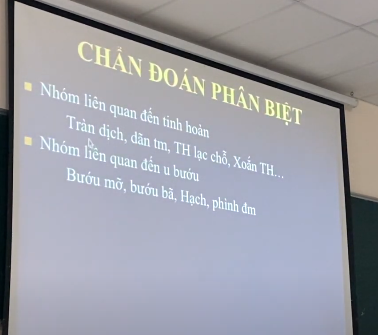 CHẨN ĐOÁN PHÂN BIỆT
Nhóm liên quan đến tinh hoàn
Tràn dịch, dãn tm, TH lạc chỗ, Xoắn TH...
Nhóm liên quan đến u bướu
Bướu mỡ, bướu bã, Hạch, phình đm